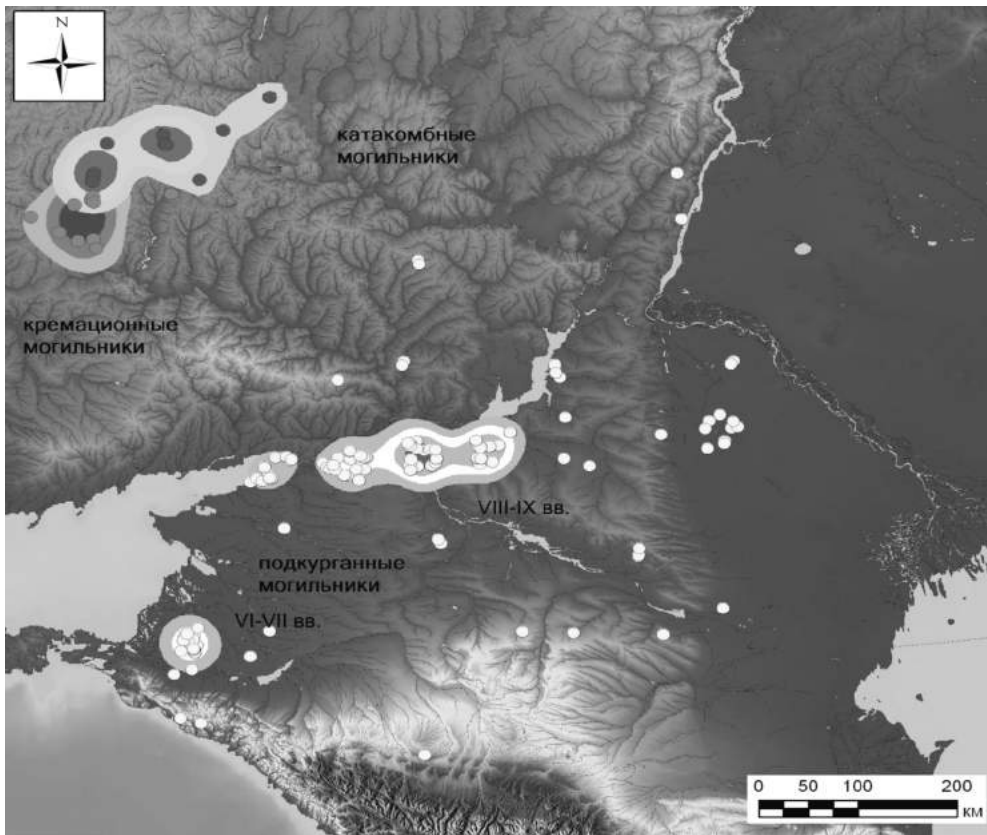 N
катакомбные
могильники
кремационные
могильники
VIII-IX вв.
подкурганные
могильники
VI-VII вв.
0 50 100 200
км